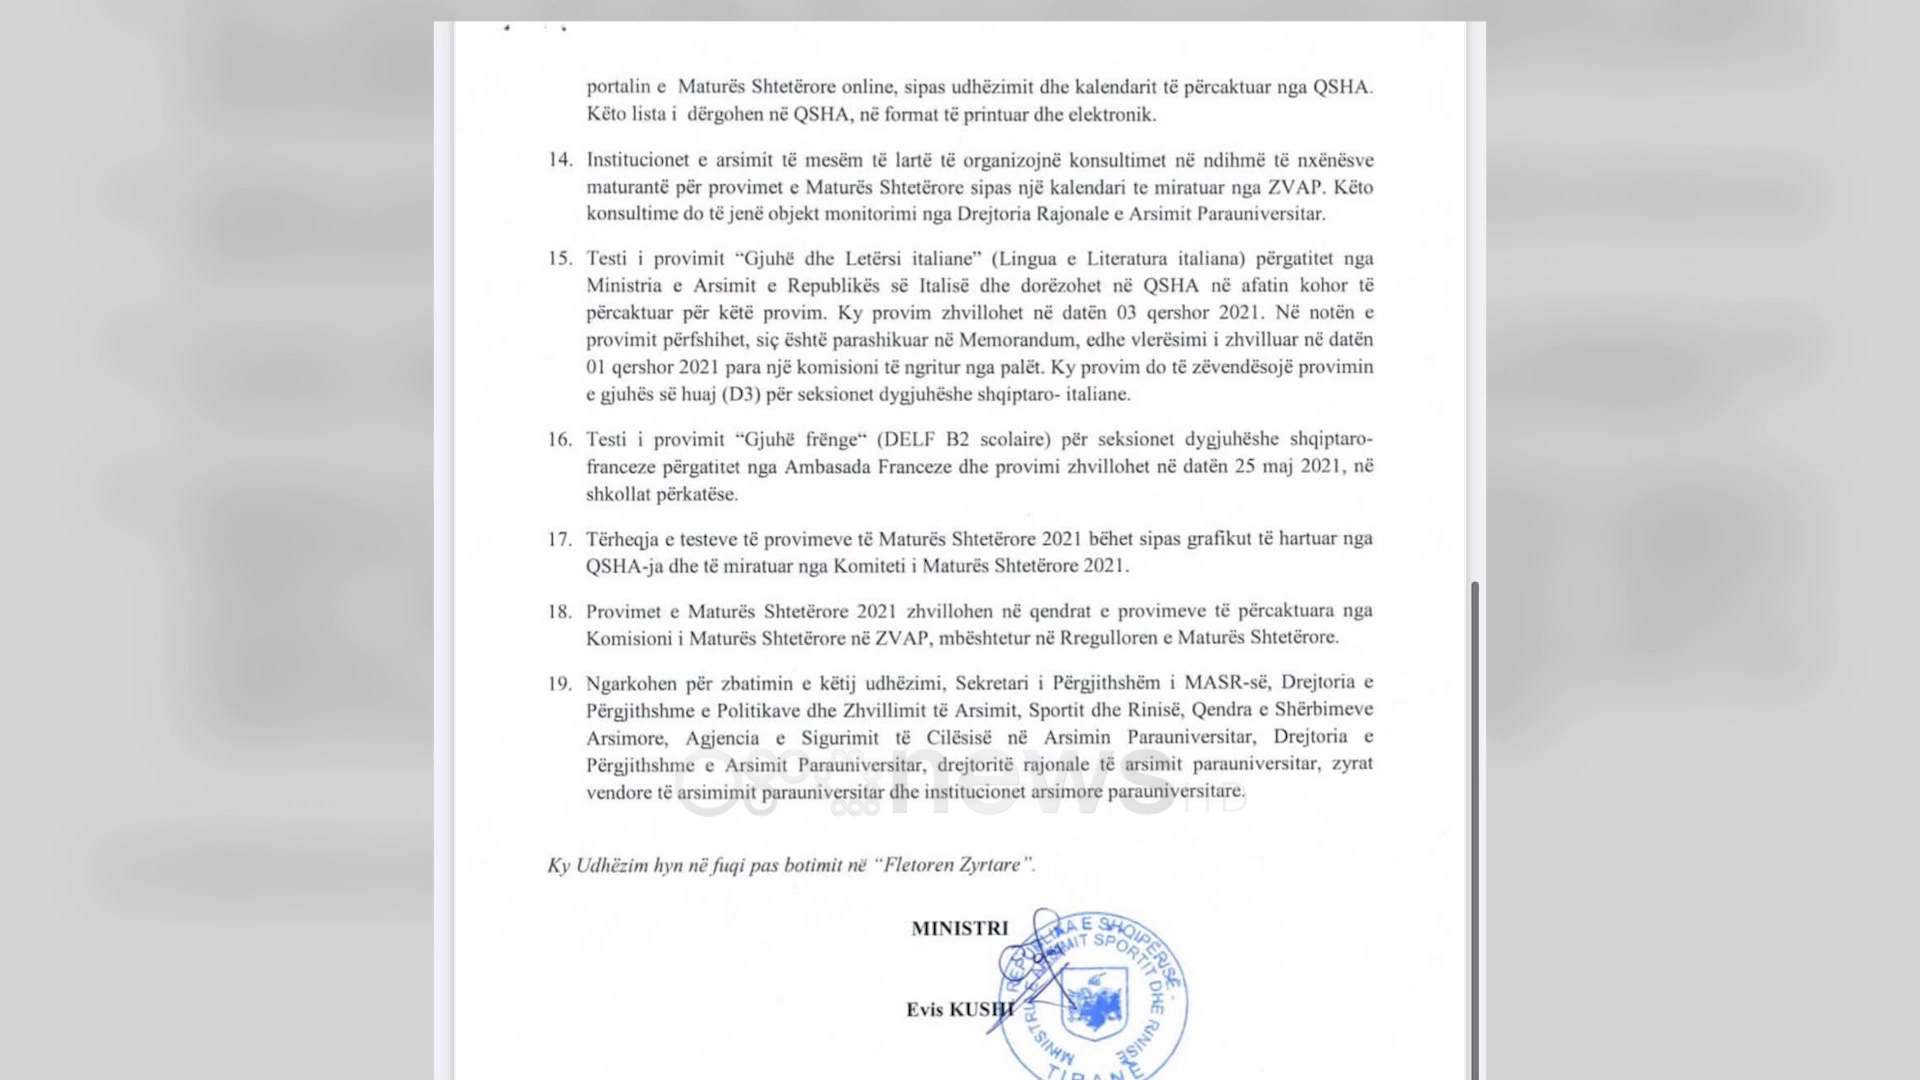 portalin e Maturës Shtetërore online, sipas udhëzimit dhe kalendarit të përcaktuar nga QSHA.
Këto lista i dërgohen në QSHA, në format të printuar dhe elektronik.
14. Institucionet e arsimit të mesëm të lartë të organizojnë konsultimet në ndihmë të nxënësve
maturantë për provimet e Maturës Shtetërore sipas një kalendari te miratuar nga ZVAP. Këto
konsultime do të jenë objekt monitorimi nga Drejtoria Rajonale e Arsimit Parauniversitar.
15. Testi i provimit “Gjuhë dhe Letërsi italiane” (Lingua e Literatura italiana) përgatitet nga
Ministria e Arsimit e Republikës së Italisë dhe dorëzohet në QSHA në afatin kohor të
përcaktuar për këtë provim. Ky provim zhvillohet në datën 03 qershor 2021. Në notën e
provimit përfshihet, siç është parashikuar në Memorandum, edhe vlerësimi i zhvilluar në datën
01 qershor 2021 para një komisioni të ngritur nga palët. Ky provim do të zëvendësojë provimin
e gjuhës së huaj (D3) për seksionet dygjuhëshe shqiptaro- italiane.
16. Testi i provimit “Gjuhë frënge“ (DELF B2 scolaire) për seksionet dygjuhëshe shqiptaro-
franceze përgatitet nga Ambasada Franceze dhe provimi zhvillohet në datën 25 maj 2021, në
shkollat përkatëse.
17. Tërheqja e testeve të provimeve të Maturës Shtetërore 2021 bëhet sipas grafikut të hartuar nga
QSHA-ja dhe të miratuar nga Komiteti i Maturës Shtetërore 2021.
18. Provimet e Maturës Shtetërore 2021 zhvillohen në qendrat e provimeve të përcaktuara nga
Komisioni i Maturës Shtetërore në ZVAP, mbështetur në Rregulloren e Maturës Shtetërore.
19. Ngarkohen për zbatimin e këtij udhëzimi, Sekretari i Përgjithshëm i MASR-së, Drejtoria e
Përgjithshme e Politikave dhe Zhvillimit të Arsimit, Sportit dhe Rinisë, Qendra e Shërbimeve
Arsimore, Agjencia e Sigurimit të Cilësisë në Arsimin Parauniversitar, Drejtoria e
Përgjithshme e Arsimit Parauniversitar, drejtoritë rajonale të arsimit parauniversitar, zyrat
vendore të arsimimit parauniversitar dhe institucionet arsimore parauniversitare.
news HD
Ky Udhëzim hyn në fuqi pas botimit në “Fletoren Zyrtare”.
MINISTRI
Evis KUSHI
REPUBLIKA E SHQIPËRISË -
MINISTRIA E ARSIMIT SPORTIT DHE RINISË
TIRANË